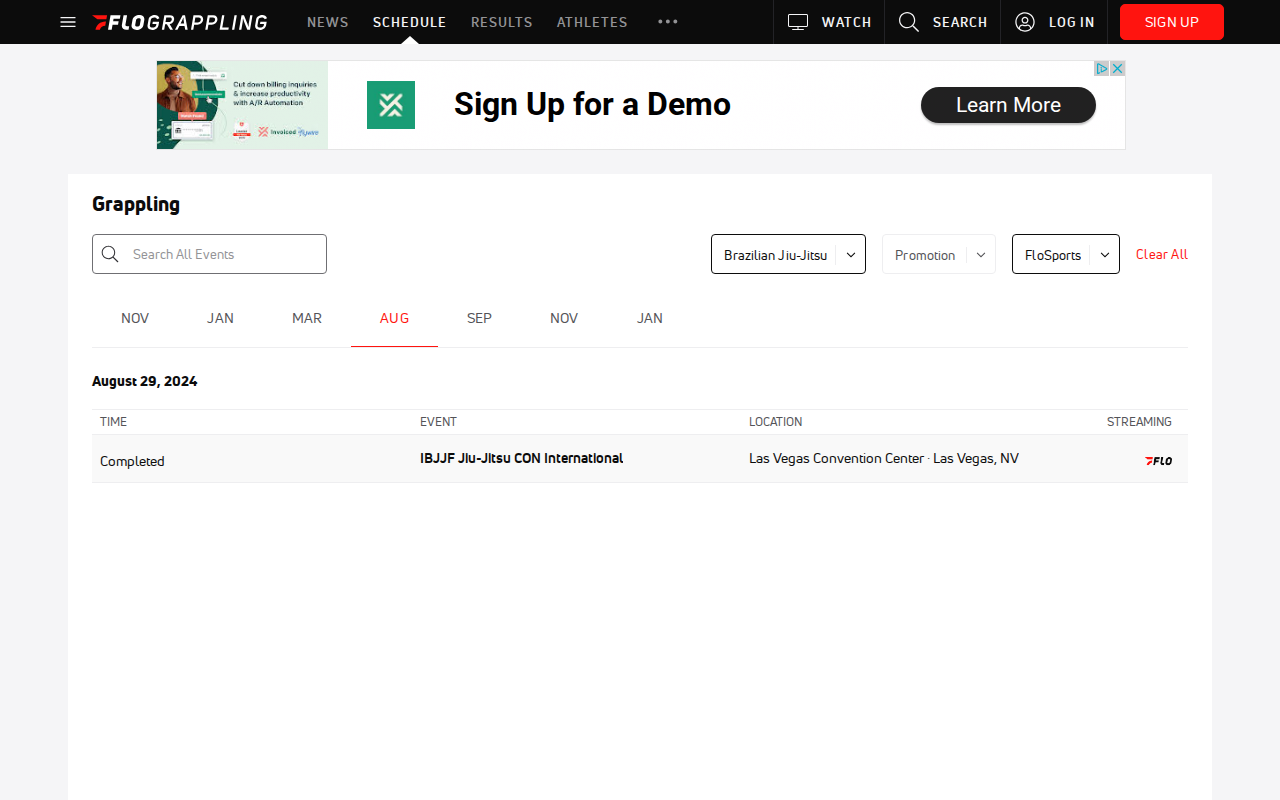 FLOGRAPPLING NEWS SCHEDULE RESULTS ATHLETES WATCH SEARCH LOG IN SIGN UP
Cut down billing inquiries
& increase productivity
with A/R Automation
Invoiced
flywire
Sign Up for a Demo
Learn More
Grappling
Search All Events
Brazilian Jiu-Jitsu
Promotion
FloSports
Clear All
NOV JAN MAR AUG SEP NOV JAN
August 29, 2024
TIME EVENT LOCATION STREAMING
Completed IBJJF Jiu-Jitsu CON International Las Vegas Convention Center · Las Vegas, NV FLO